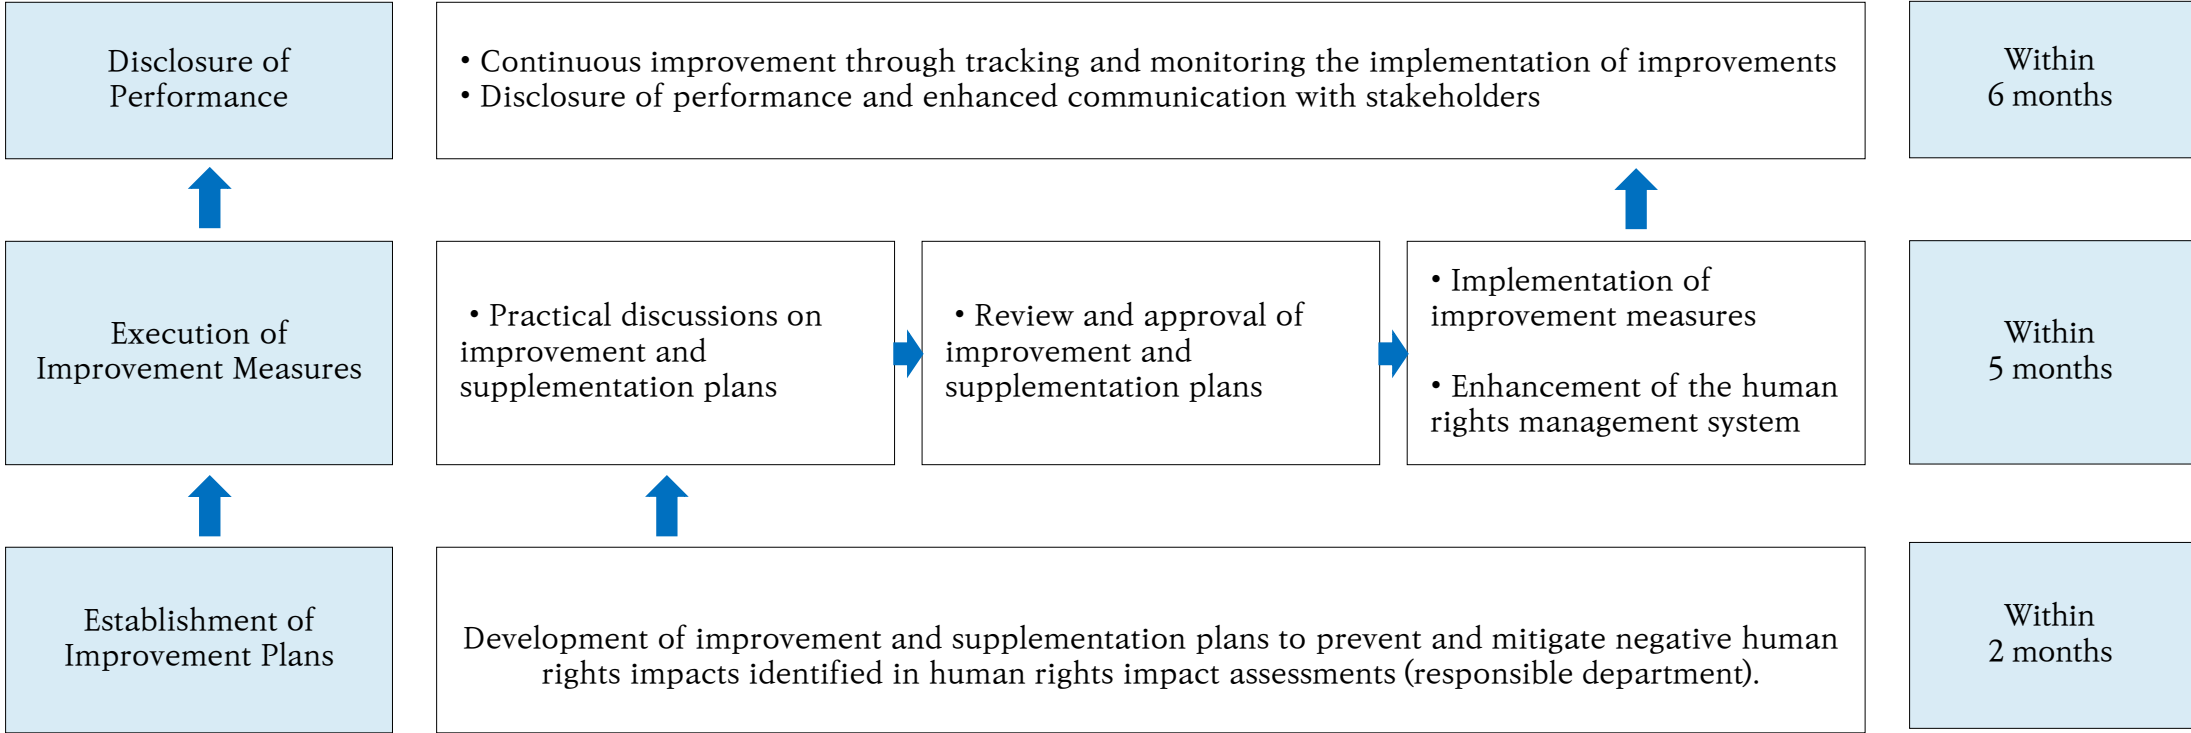 Disclosure of
Performance
• Continuous improvement through tracking and monitoring the implementation of improvements
• Disclosure of performance and enhanced communication with stakeholders
Within
6 months
Execution of
Improvement Measures
• Practical discussions on
improvement and
supplementation plans
• Review and approval of
improvement and
supplementation plans
• Implementation of
improvement measures
• Enhancement of the human
rights management system
Within
5 months
Establishment of
Improvement Plans
Development of improvement and supplementation plans to prevent and mitigate negative human
rights impacts identified in human rights impact assessments (responsible department).
Within
2 months